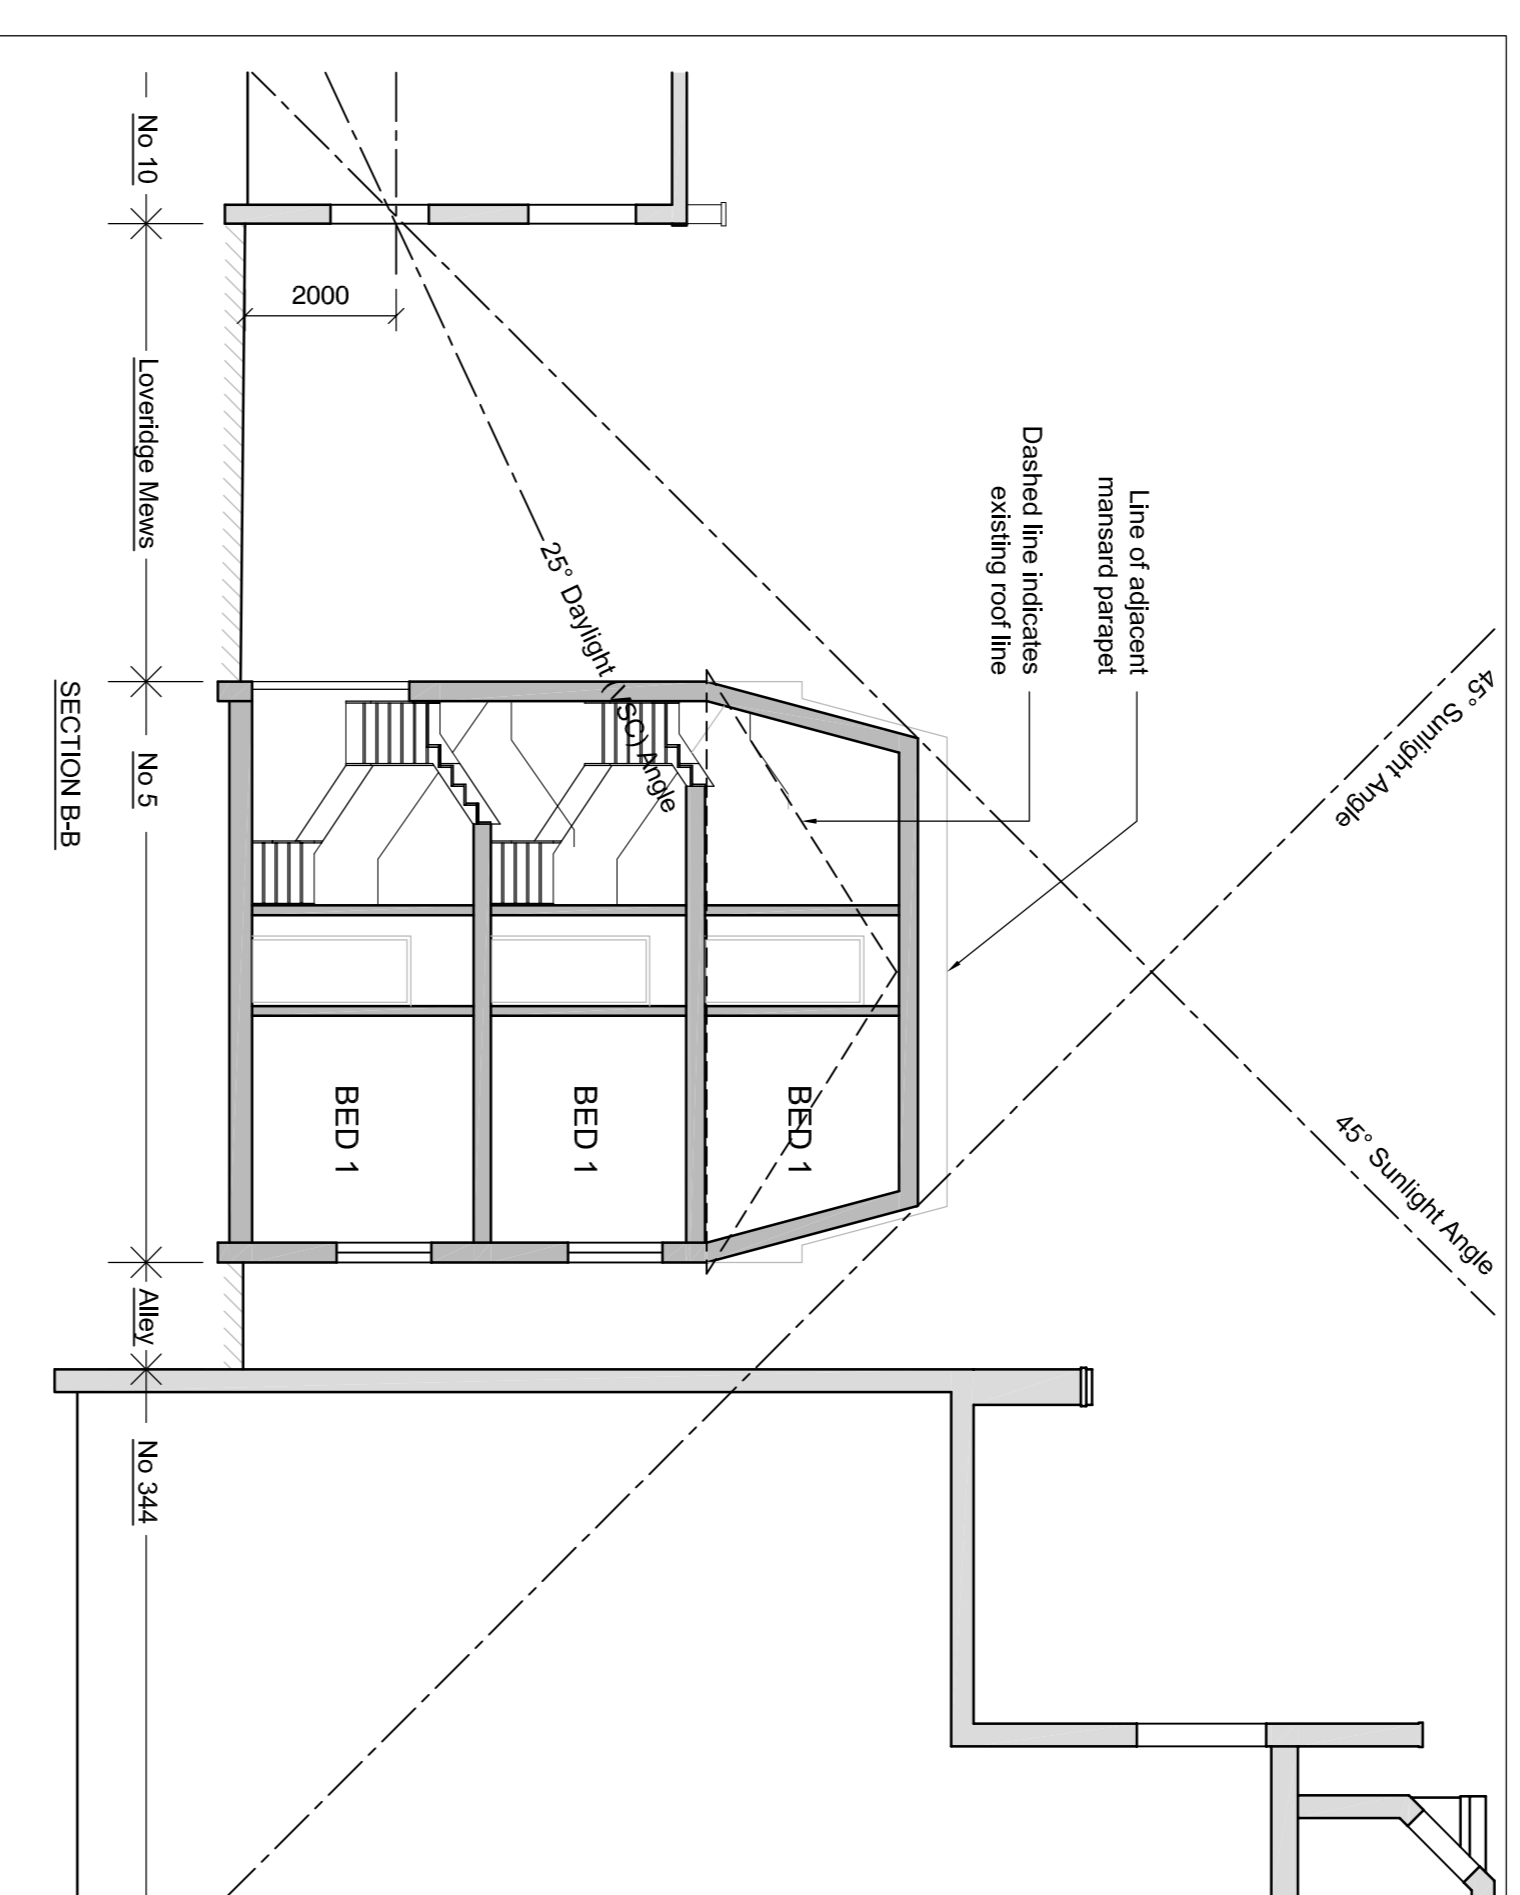 45° Sunlight Angle
45° Sunlight Angle
Line of adjacent
mansard parapet
Dashed line indicates
existing roof line
25° Daylight (VSC) Angle
2000
BED 1
BED 1
BED 1
No 10
Loveridge Mews
No 5
Alley
No 344
SECTION B-B